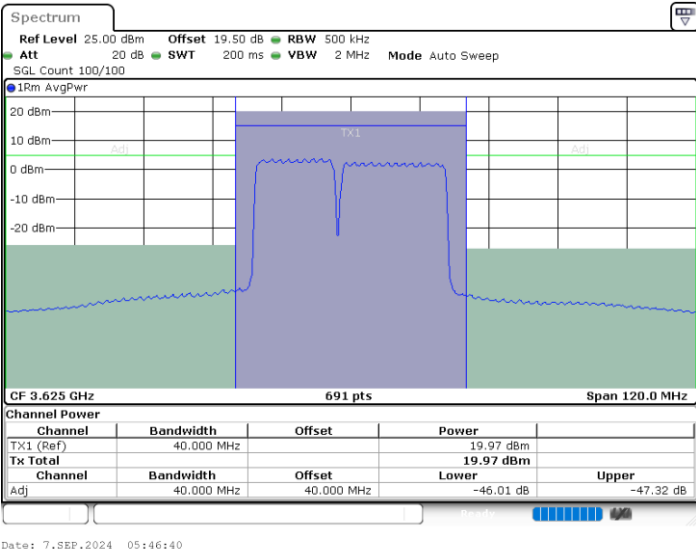 Spectrum
Ref Level 25.00 dBm Offset 19.50 dB RBW 500 kHz
Att 20 dB SWT 200 ms VBW 2 MHz Mode Auto Sweep
SGL Count 100/100
1Rm AvgPwr
20 dBm
TX1
10 dBm
Adj Adj
0 dBm
-10 dBm
-20 dBm
CF 3.625 GHz 691 pts Span 120.0 MHz
Channel Power
Channel Bandwidth Offset Power
TX1 (Ref) 40.000 MHz 19.97 dBm
Tx Total 19.97 dBm
Channel Bandwidth Offset Lower Upper
Adj 40.000 MHz 40.000 MHz -46.01 dB -47.32 dB
Ready
Date: 7.SEP.2024 05:46:40